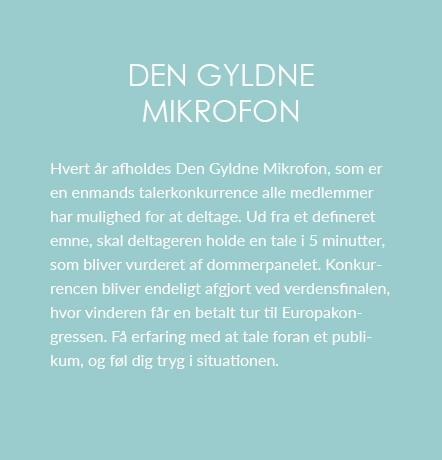 DEN GYLDNE
MIKROFON
Hvert år afholdes Den Gyldne Mikrofon, som er
en enmands talerkonkurrence alle medlemmer
har mulighed for at deltage. Ud fra et defineret
emne, skal deltageren holde en tale i 5 minutter,
som bliver vurderet af dommerpanelet. Konkur-
rencen bliver endeligt afgjort ved verdensfinalen,
hvor vinderen får en betalt tur til Europakon-
gressen. Få erfaring med at tale foran et publi-
kum, og føl dig tryg i situationen.